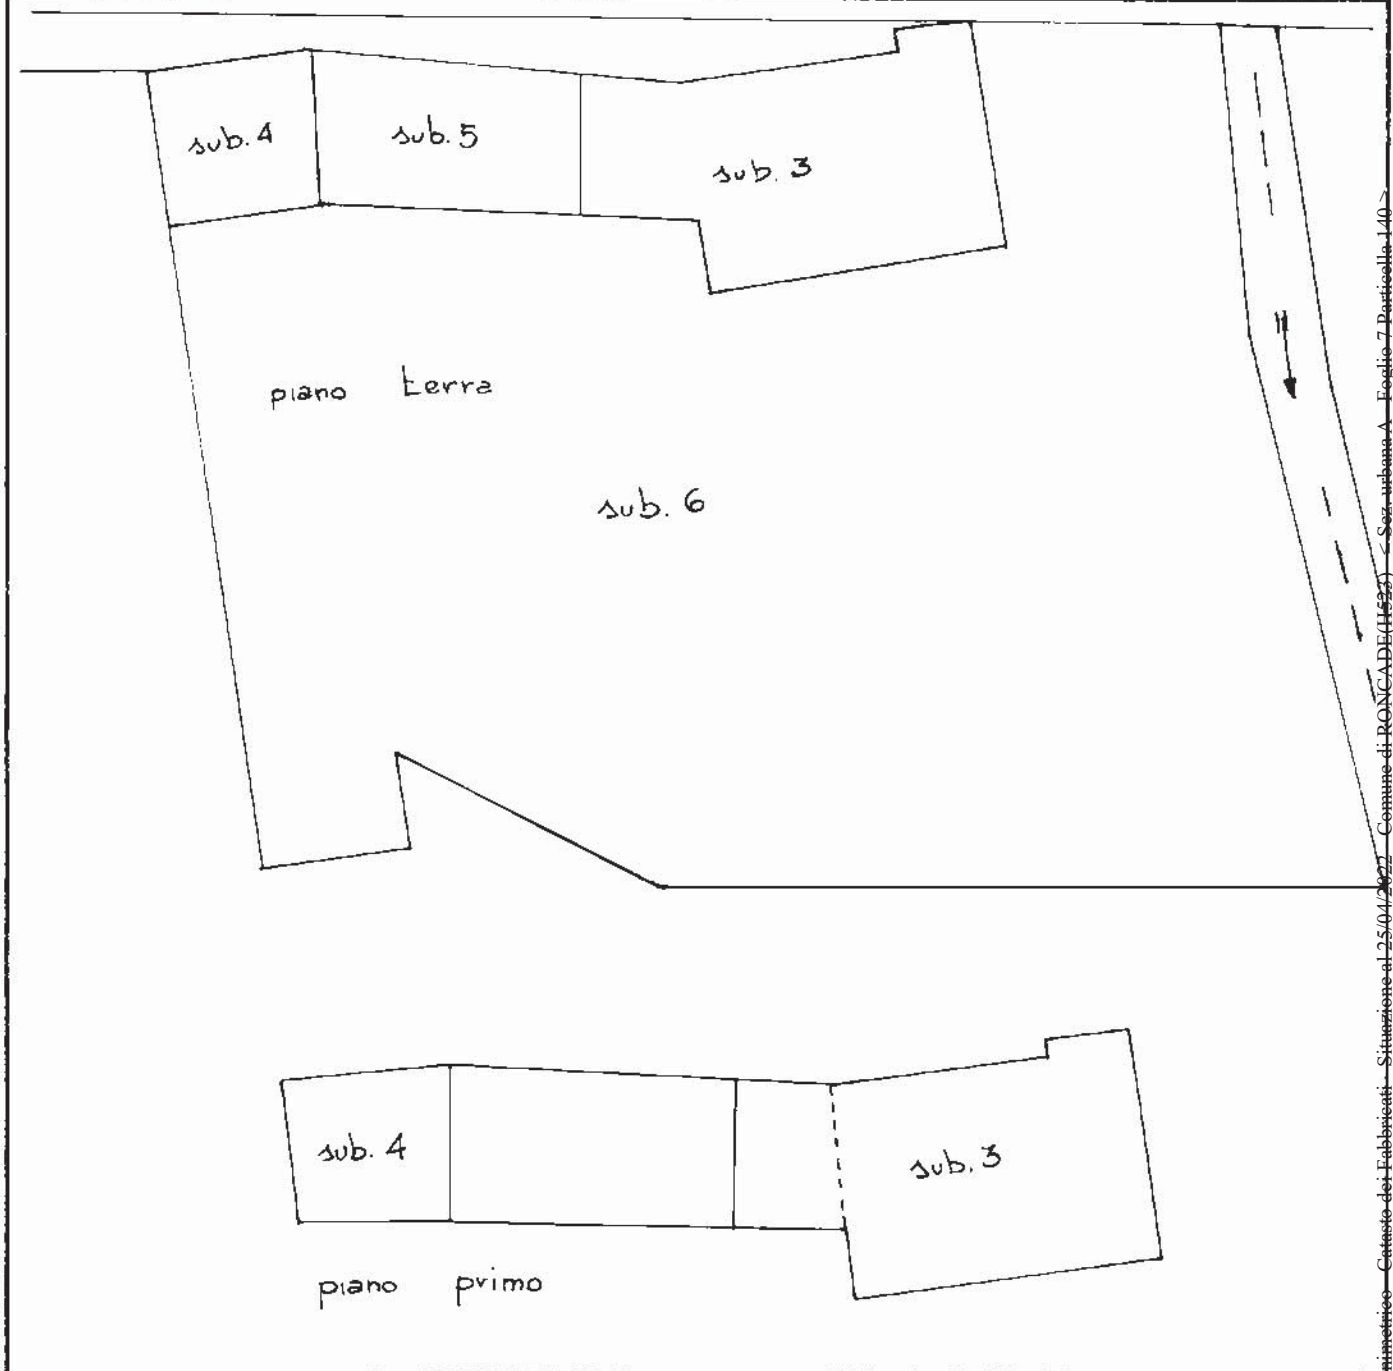 sub. 4
sub. 5
sub. 3
piano terra
sub. 6
sub. 4
sub. 3
piano primo
Catasto dei Fabbricati - Situazione al 25/04/2022 - Comune di RONCADE(H523) - < Sez. urbana A - Foglio 7 Particella 140 >